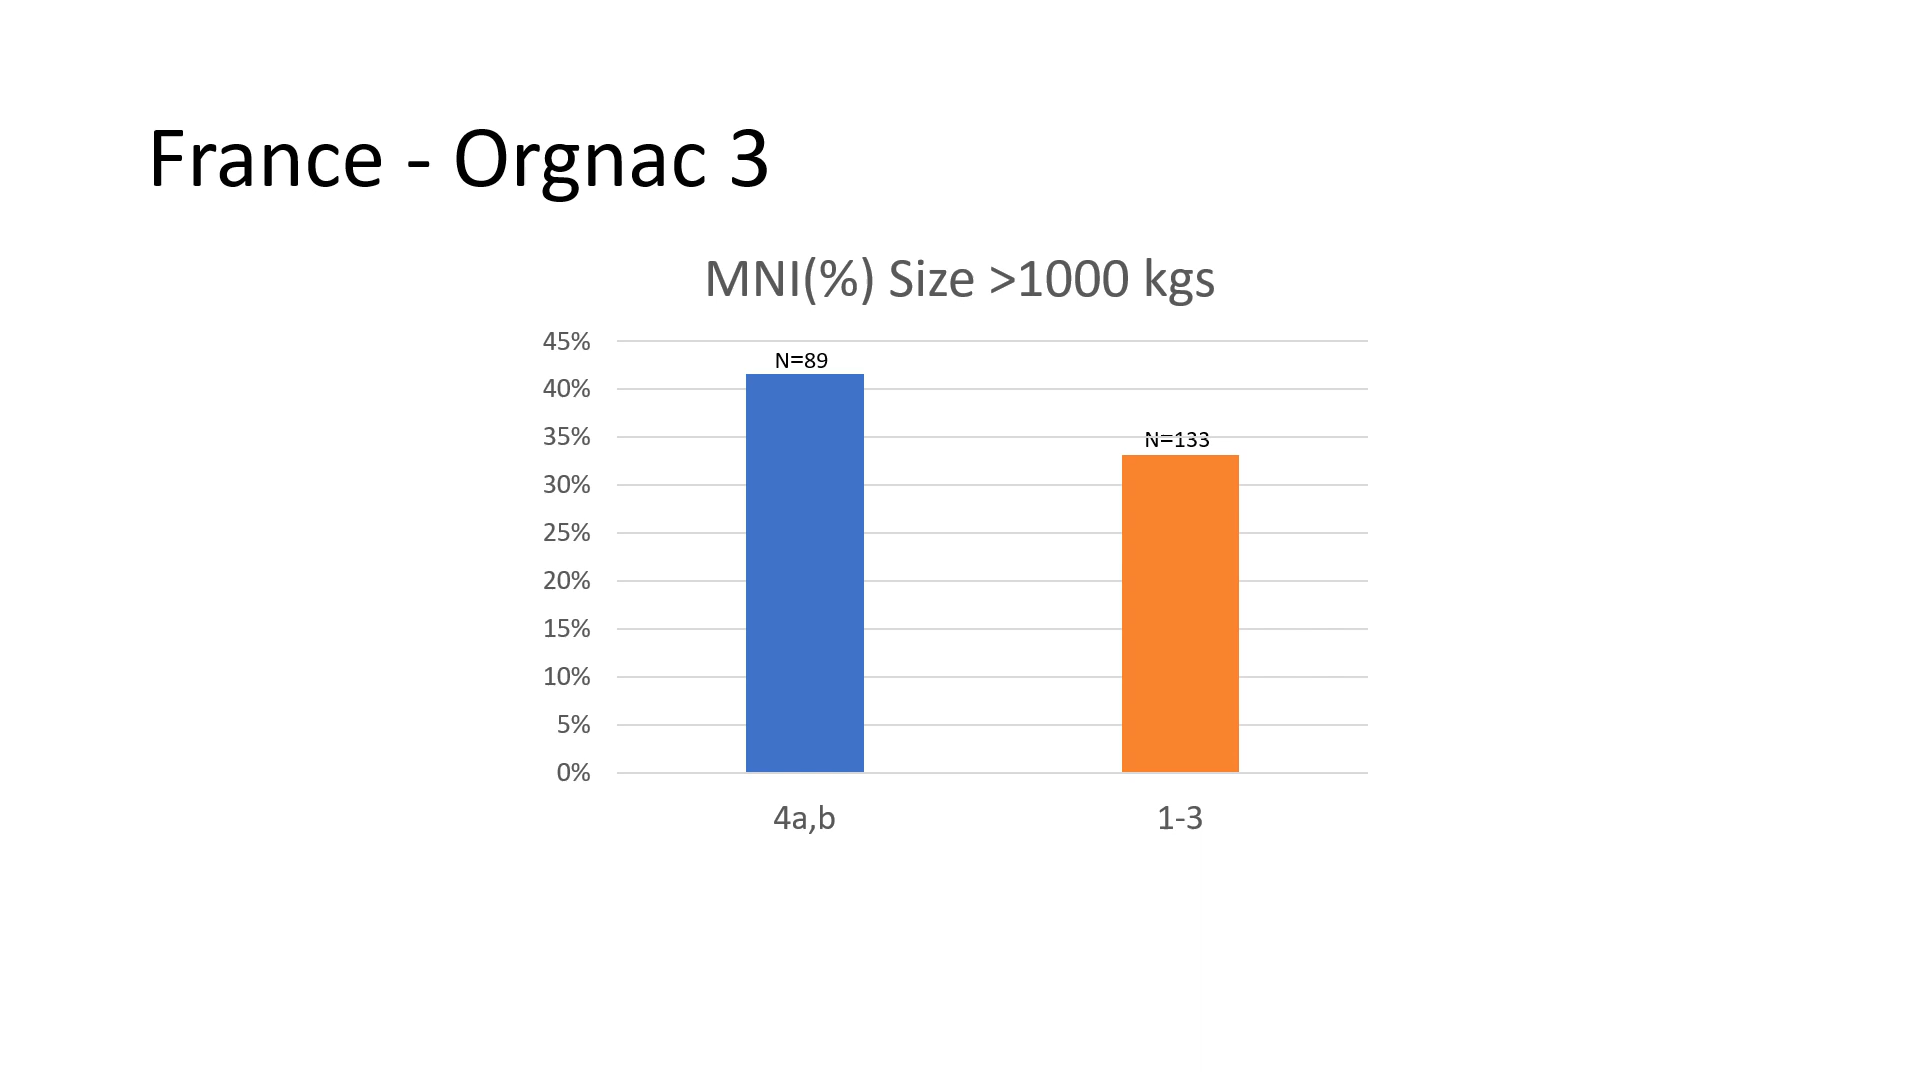 France - Orgnac 3
MNI(%) Size >1000 kgs
45%
N=89
40%
35%
N=133
30%
25%
20%
15%
10%
5%
0%
4a,b
1-3